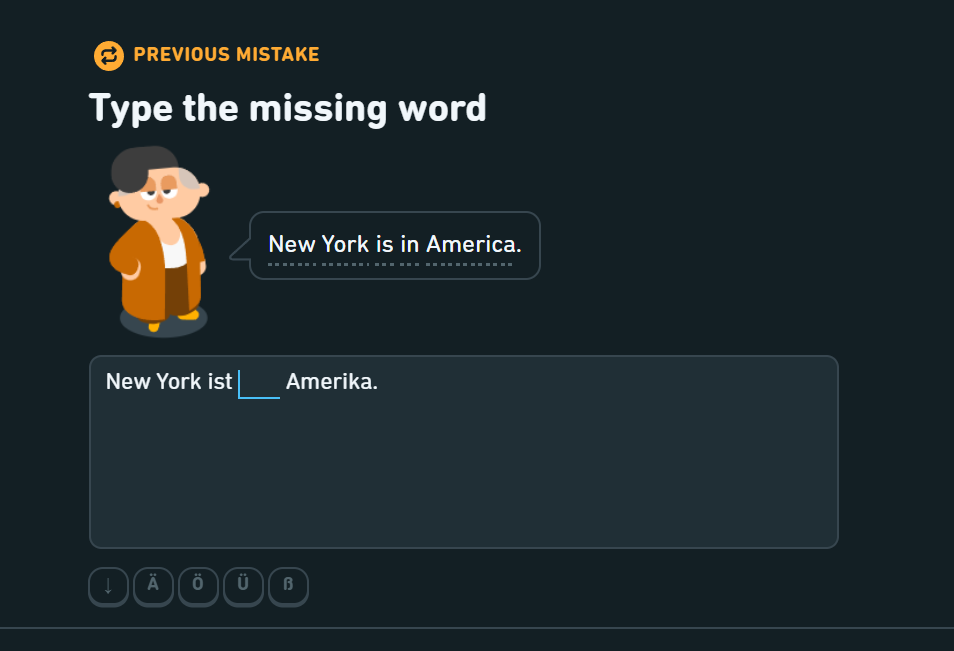 PREVIOUS MISTAKE
Type the missing word
New York is in America.
New York ist ____ Amerika.
↓ Ä Ö Ü ß